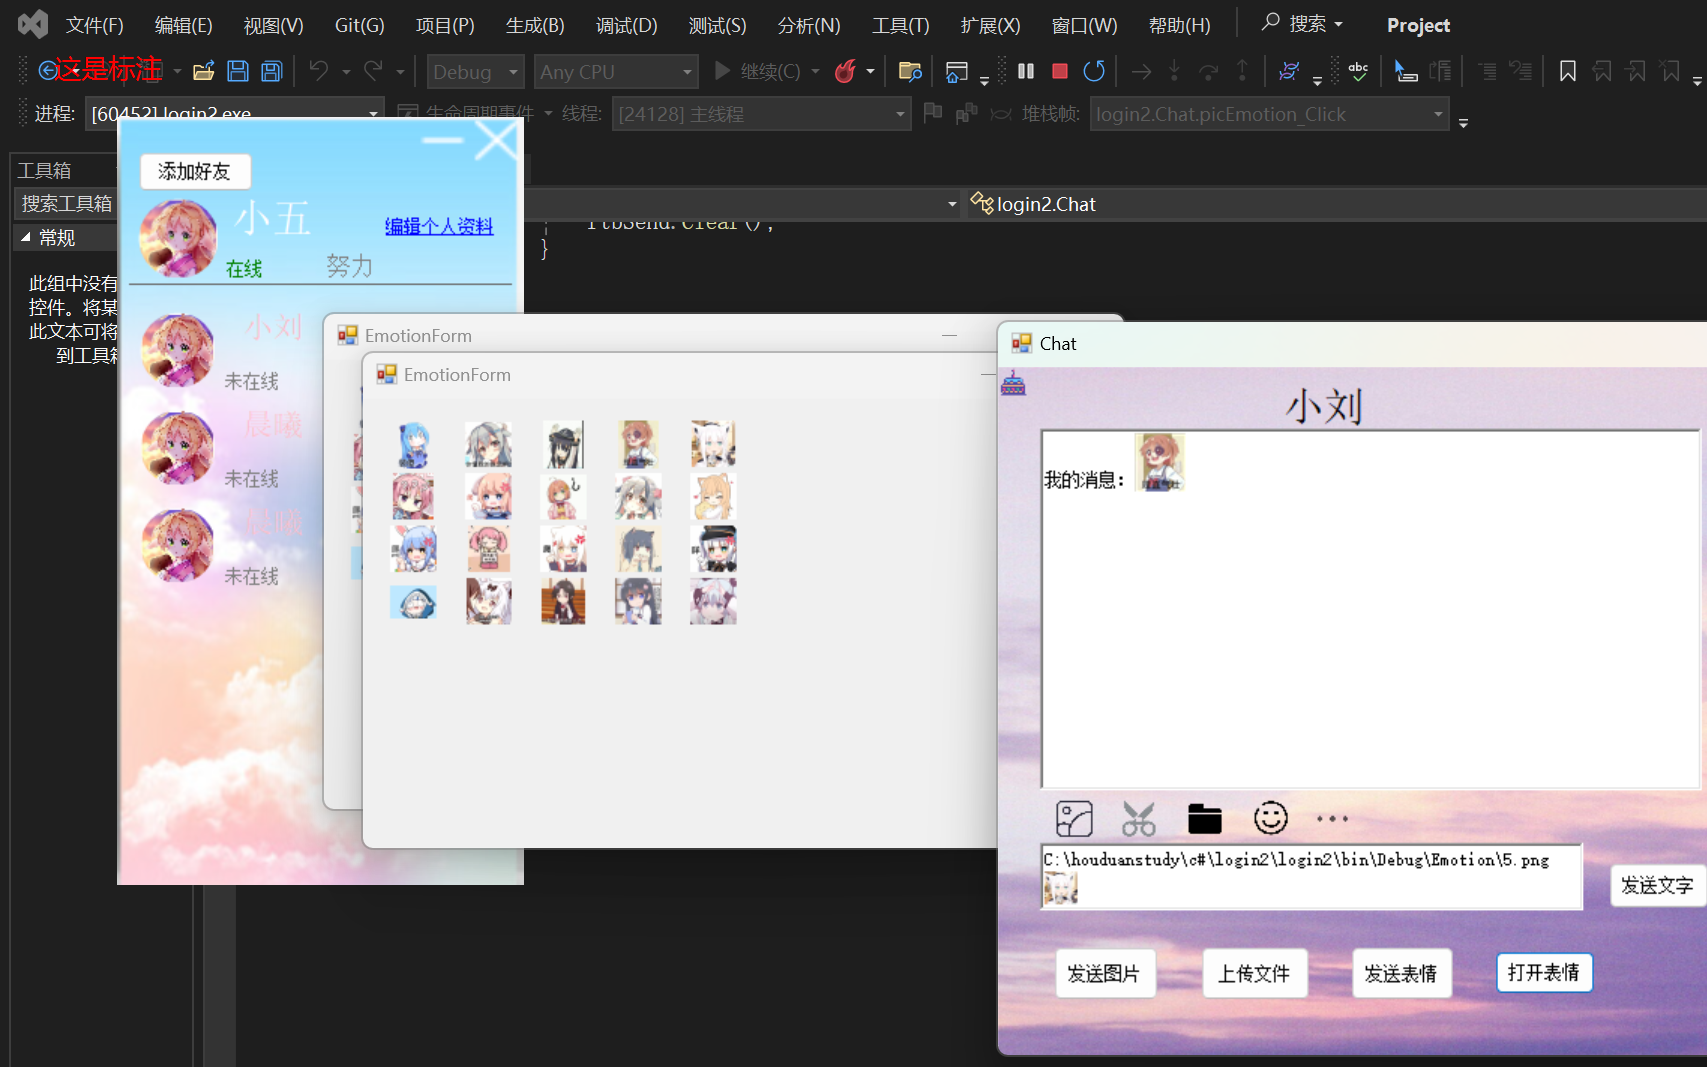 文件(F) 编辑(E) 视图(V) Git(G) 项目(P) 生成(B) 调试(D) 测试(S) 分析(N) 工具(T) 扩展(X) 窗口(W) 帮助(H) 搜索 Project
这是标注 Debug Any CPU 继续(C) abc
进程: [60452] login2.exe 生命周期事件 线程: [24128] 主线程 堆栈帧: login2.Chat.picEmotion_Click
工具箱
搜索工具箱
常规
此组中没有
控件。将某
此文本可将
到工具箱
login2.Chat
rtbSend.Clear();
}
添加好友
小五
编辑个人资料
在线 努力
小刘
未在线
晨曦
未在线
晨曦
未在线
EmotionForm
EmotionForm
Chat
小刘
我的消息：
C:\houduanstudy\c#\login2\login2\bin\Debug\Emotion\5.png
发送文字
发送图片 上传文件 发送表情 打开表情